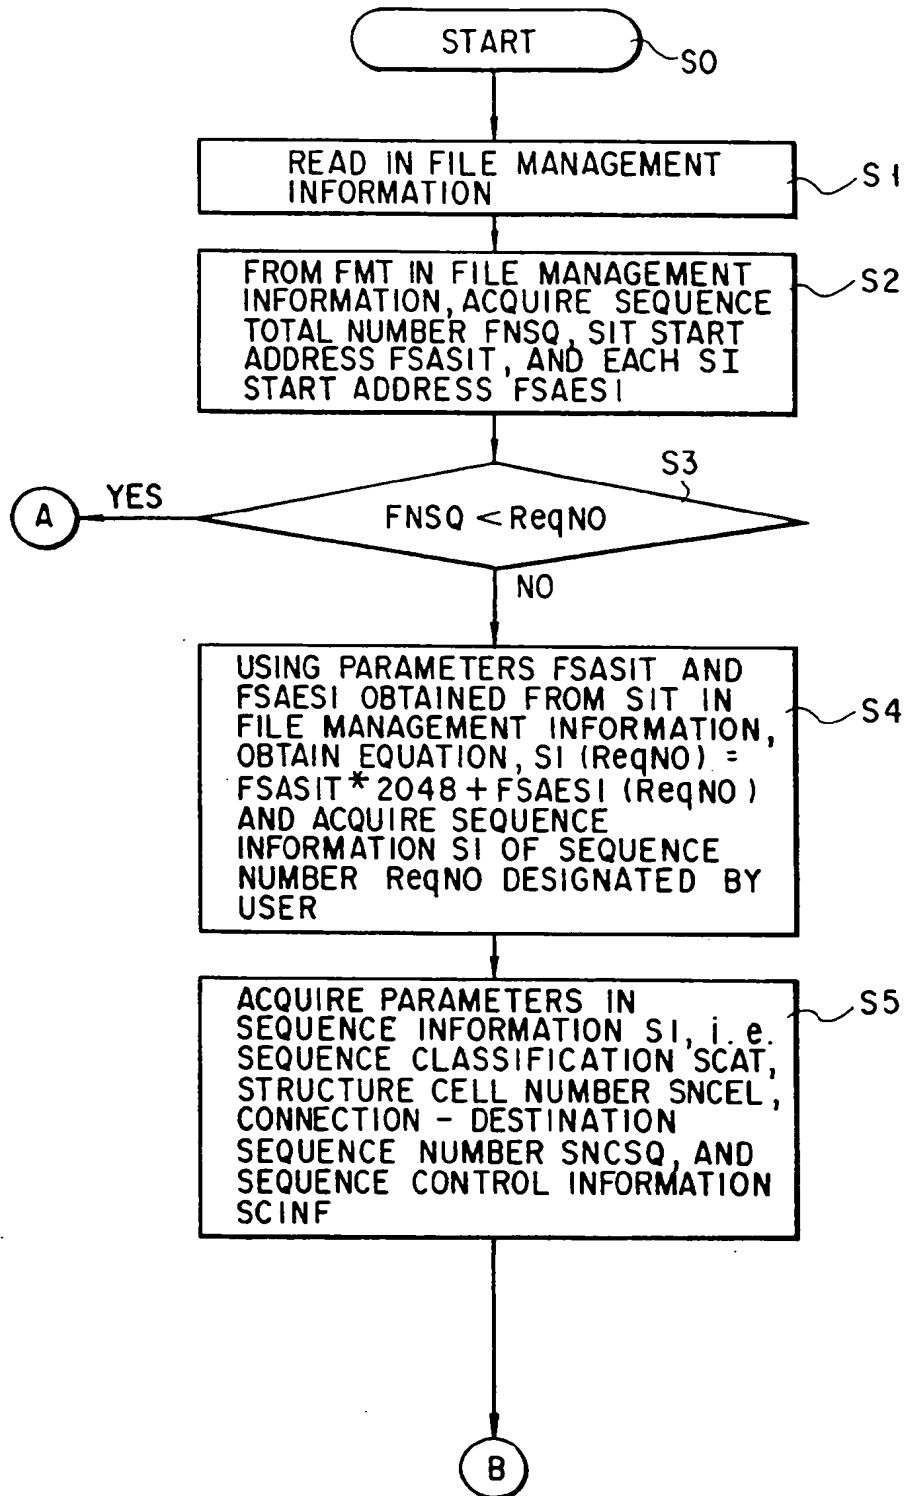 START
S0
READ IN FILE MANAGEMENT
INFORMATION
S1
FROM FMT IN FILE MANAGEMENT
INFORMATION, ACQUIRE SEQUENCE
TOTAL NUMBER FNSQ, SIT START
ADDRESS FSASIT, AND EACH SI
START ADDRESS FSAESI
S2
S3
FNSQ < ReqNO
YES
A
NO
USING PARAMETERS FSASIT AND
FSAESI OBTAINED FROM SIT IN
FILE MANAGEMENT INFORMATION,
OBTAIN EQUATION, SI (ReqNO) =
FSASIT * 2048 + FSAESI (ReqNO)
AND ACQUIRE SEQUENCE
INFORMATION SI OF SEQUENCE
NUMBER ReqNO DESIGNATED BY
USER
S4
ACQUIRE PARAMETERS IN
SEQUENCE INFORMATION SI, i.e.
SEQUENCE CLASSIFICATION SCAT,
STRUCTURE CELL NUMBER SNCEL,
CONNECTION - DESTINATION
SEQUENCE NUMBER SNCSQ, AND
SEQUENCE CONTROL INFORMATION
SCINF
S5
B